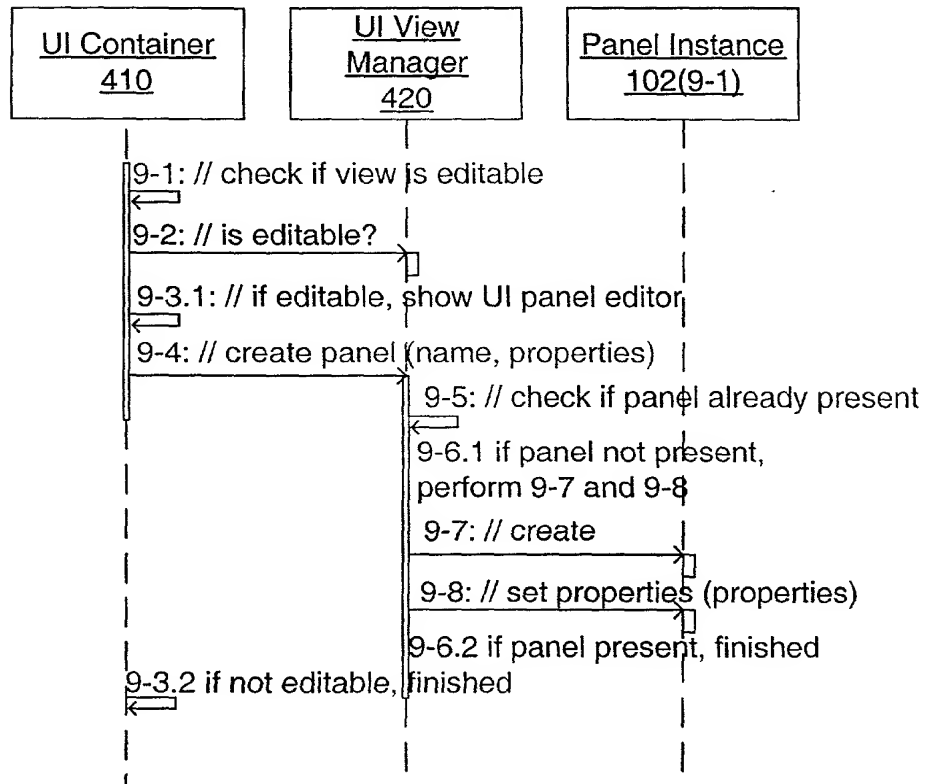 UI Container
410
UI View
Manager
420
Panel Instance
102(9-1)
9-1: // check if view is editable
9-2: // is editable?
9-3.1: // if editable, show UI panel editor
9-4: // create panel (name, properties)
9-5: // check if panel already present
9-6.1 if panel not present,
perform 9-7 and 9-8
9-7: // create
9-8: // set properties (properties)
9-6.2 if panel present, finished
9-3.2 if not editable, finished